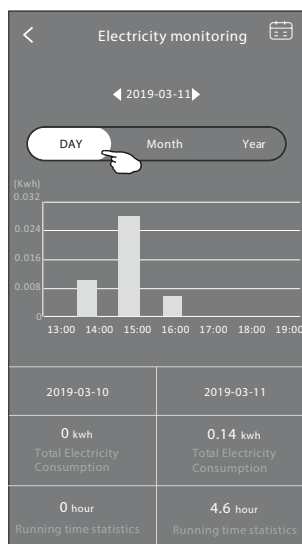 Electricity monitoring
2019-03-11
DAY Month Year
(Kwh)
0.032
0.024
0.016
0.008
0
13:00 14:00 15:00 16:00 17:00 18:00 19:00
2019-03-10 2019-03-11
0 kwh 0.14 kwh
Total Electricity Total Electricity
Consumption Consumption
0 hour 4.6 hour
Running time statistics Running time statistics